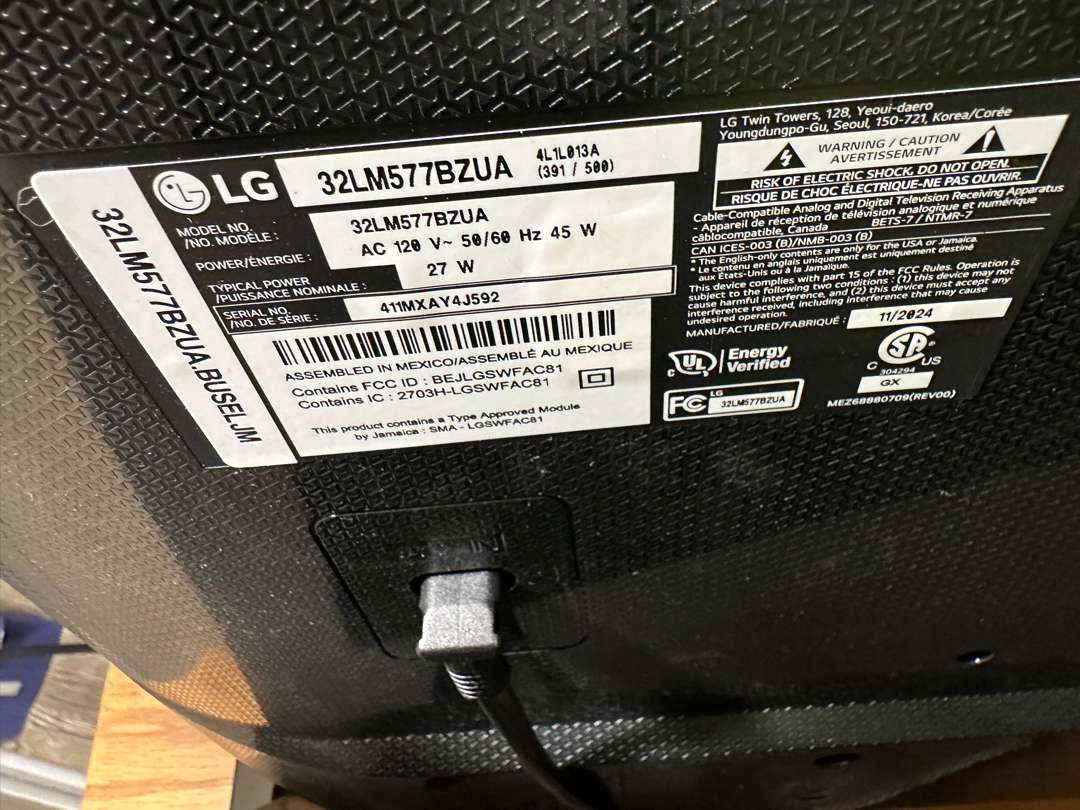 32LM577BZUA.BUSELJM
LG
32LM577BZUA
4L1L013A
(391 / 500)
MODEL NO.
/NO. MODÈLE :
32LM577BZUA
POWER/ÉNERGIE :
AC 120 V~ 50/60 Hz 45 W
TYPICAL POWER
/PUISSANCE NOMINALE :
27 W
SERIAL NO.
/NO. DE SÉRIE :
411MXAY4J592
ASSEMBLED IN MEXICO/ASSEMBLÉ AU MEXIQUE
Contains FCC ID : BEJLGSWFAC81
Contains IC : 2703H-LGSWFAC81
This product contains a Type Approved Module
by Jamaica : SMA - LGSWFAC81
LG Twin Towers, 128, Yeoui-daero
Youngdungpo-Gu, Seoul, 150-721, Korea/Corée
WARNING / CAUTION
AVERTISSEMENT
RISK OF ELECTRIC SHOCK, DO NOT OPEN.
RISQUE DE CHOC ÉLECTRIQUE-NE PAS OUVRIR.
Cable-Compatible Analog and Digital Television Receiving Apparatus
- Appareil de réception de télévision analogique et numérique
câblocompatible, Canada BETS-7 / NTMR-7
CAN ICES-003 (B)/NMB-003 (B)
* The English-only contents are only for the USA or Jamaica.
* Le contenu en anglais uniquement est uniquement destiné
aux États-Unis ou à la Jamaïque.
This device complies with part 15 of the FCC Rules. Operation is
subject to the following two conditions : (1) this device may not
cause harmful interference, and (2) this device must accept any
interference received, including interference that may cause
undesired operation.
MANUFACTURED/FABRIQUÉ : 11/2024
c UL ® Energy
Verified
C SA ® US
304294
GX
FC LG
32LM577BZUA
MEZ68880709(REV00)